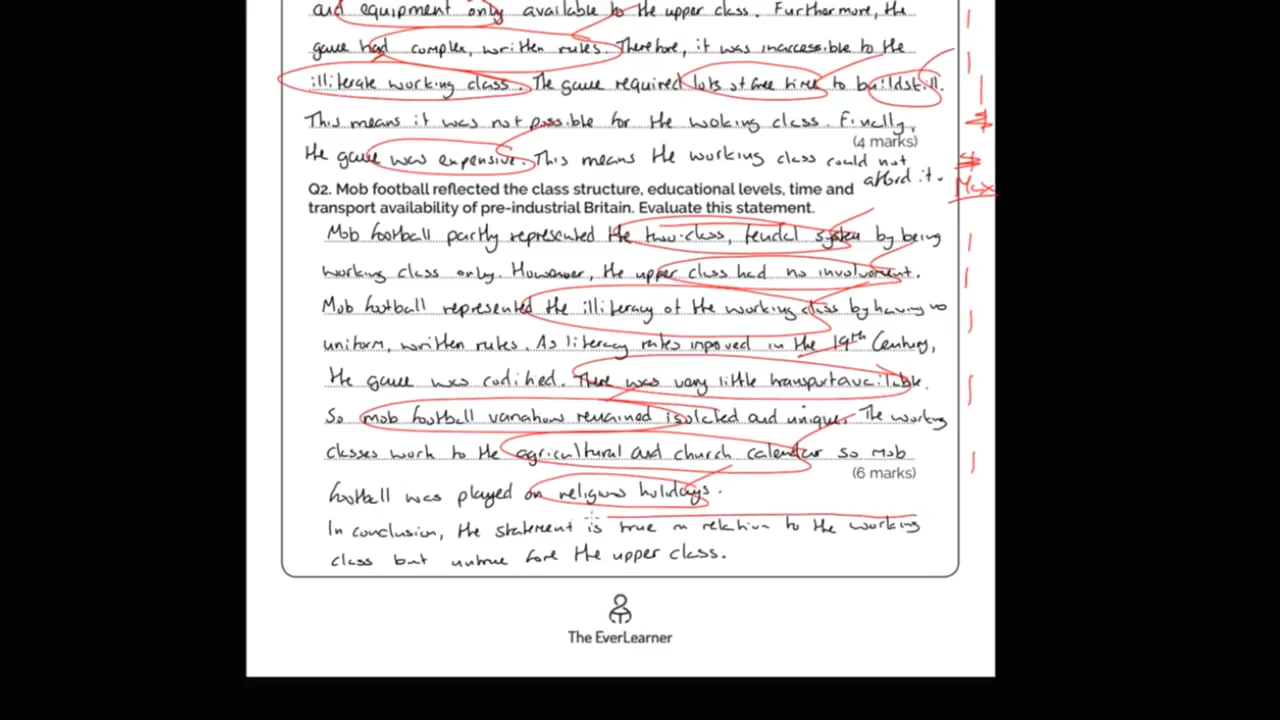 and equipment only available to the upper class. Furthermore, the
game had complex, written rules. Therefore, it was inaccessible to the
illiterate working class. The game required lots of free time to build skill.
This means it was not possible for the woking class. Finally,
(4 marks)
the game was expensive. This means the working class could not
afford it.
Max
Q2. Mob football reflected the class structure, educational levels, time and
transport availability of pre-industrial Britain. Evaluate this statement.
Mob football partly represented the two-class, feudal system by being
working class only. However, the upper class had no involvement.
Mob football represented the illiteracy of the working class by having no
uniform, written rules. As literacy rates improved in the 19th Century,
the game was codified. There was very little transport available.
So mob football remained isolated and unique. The working
classes work to the agricultural and church calendar so mob
(6 marks)
football was played on religious holidays.
In conclusion, the statement is true in relation to the working
class but untrue fore the upper class.
The EverLearner